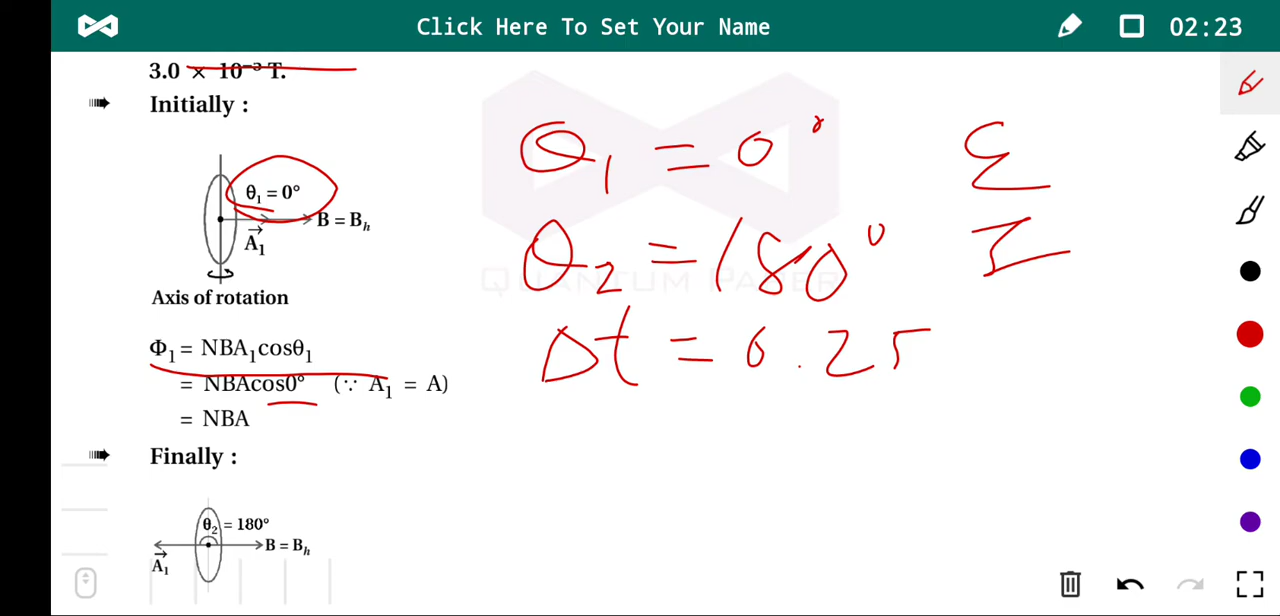 Click Here To Set Your Name
02:23
3.0 × 10⁻³ T.
Initially :
θ₁ = 0°
B = Bₕ
A₁
Axis of rotation
Φ₁ = NBA₁cosθ₁
= NBAcos0° (∵ A₁ = A)
= NBA
Finally :
θ₂ = 180°
B = Bₕ
A₁
θ₁ = 0°
θ₂ = 180°
Δt = 0.25
ε
I